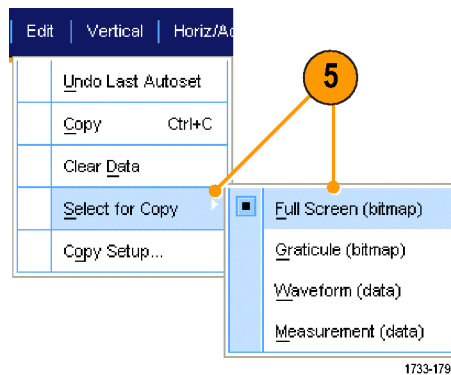 Edit Vertical Horiz/Ac
Undo Last Autoset
Copy Ctrl+C
Clear Data
Select for Copy
Copy Setup...
5
Full Screen (bitmap)
Graticule (bitmap)
Waveform (data)
Measurement (data)
1733-179